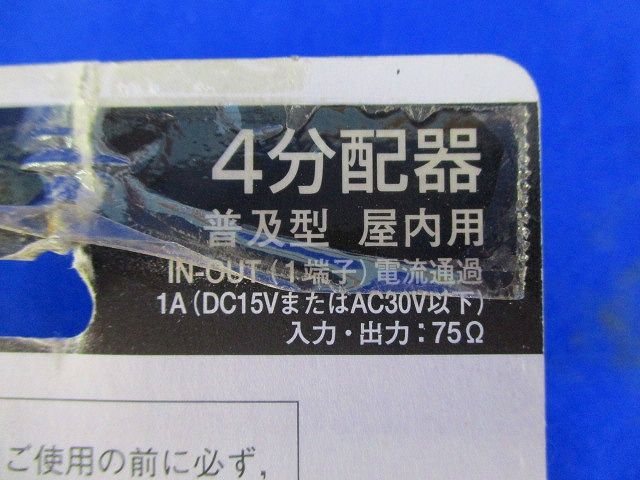 4分配器
普及型 屋内用
IN-OUT(1端子)電流通過
1A(DC15VまたはAC30V以下)
入力・出力:75Ω
ご使用の前に必ず,